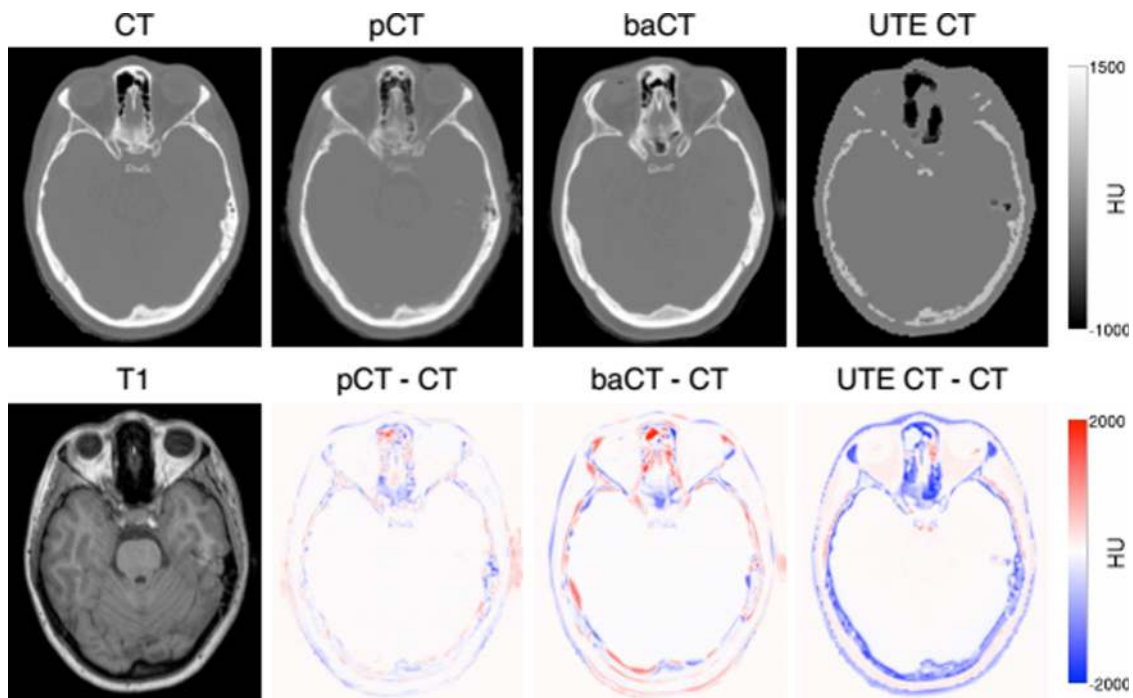 CT pCT baCT UTE CT
1500
HU
-1000
T1 pCT - CT baCT - CT UTE CT - CT
2000
HU
-2000